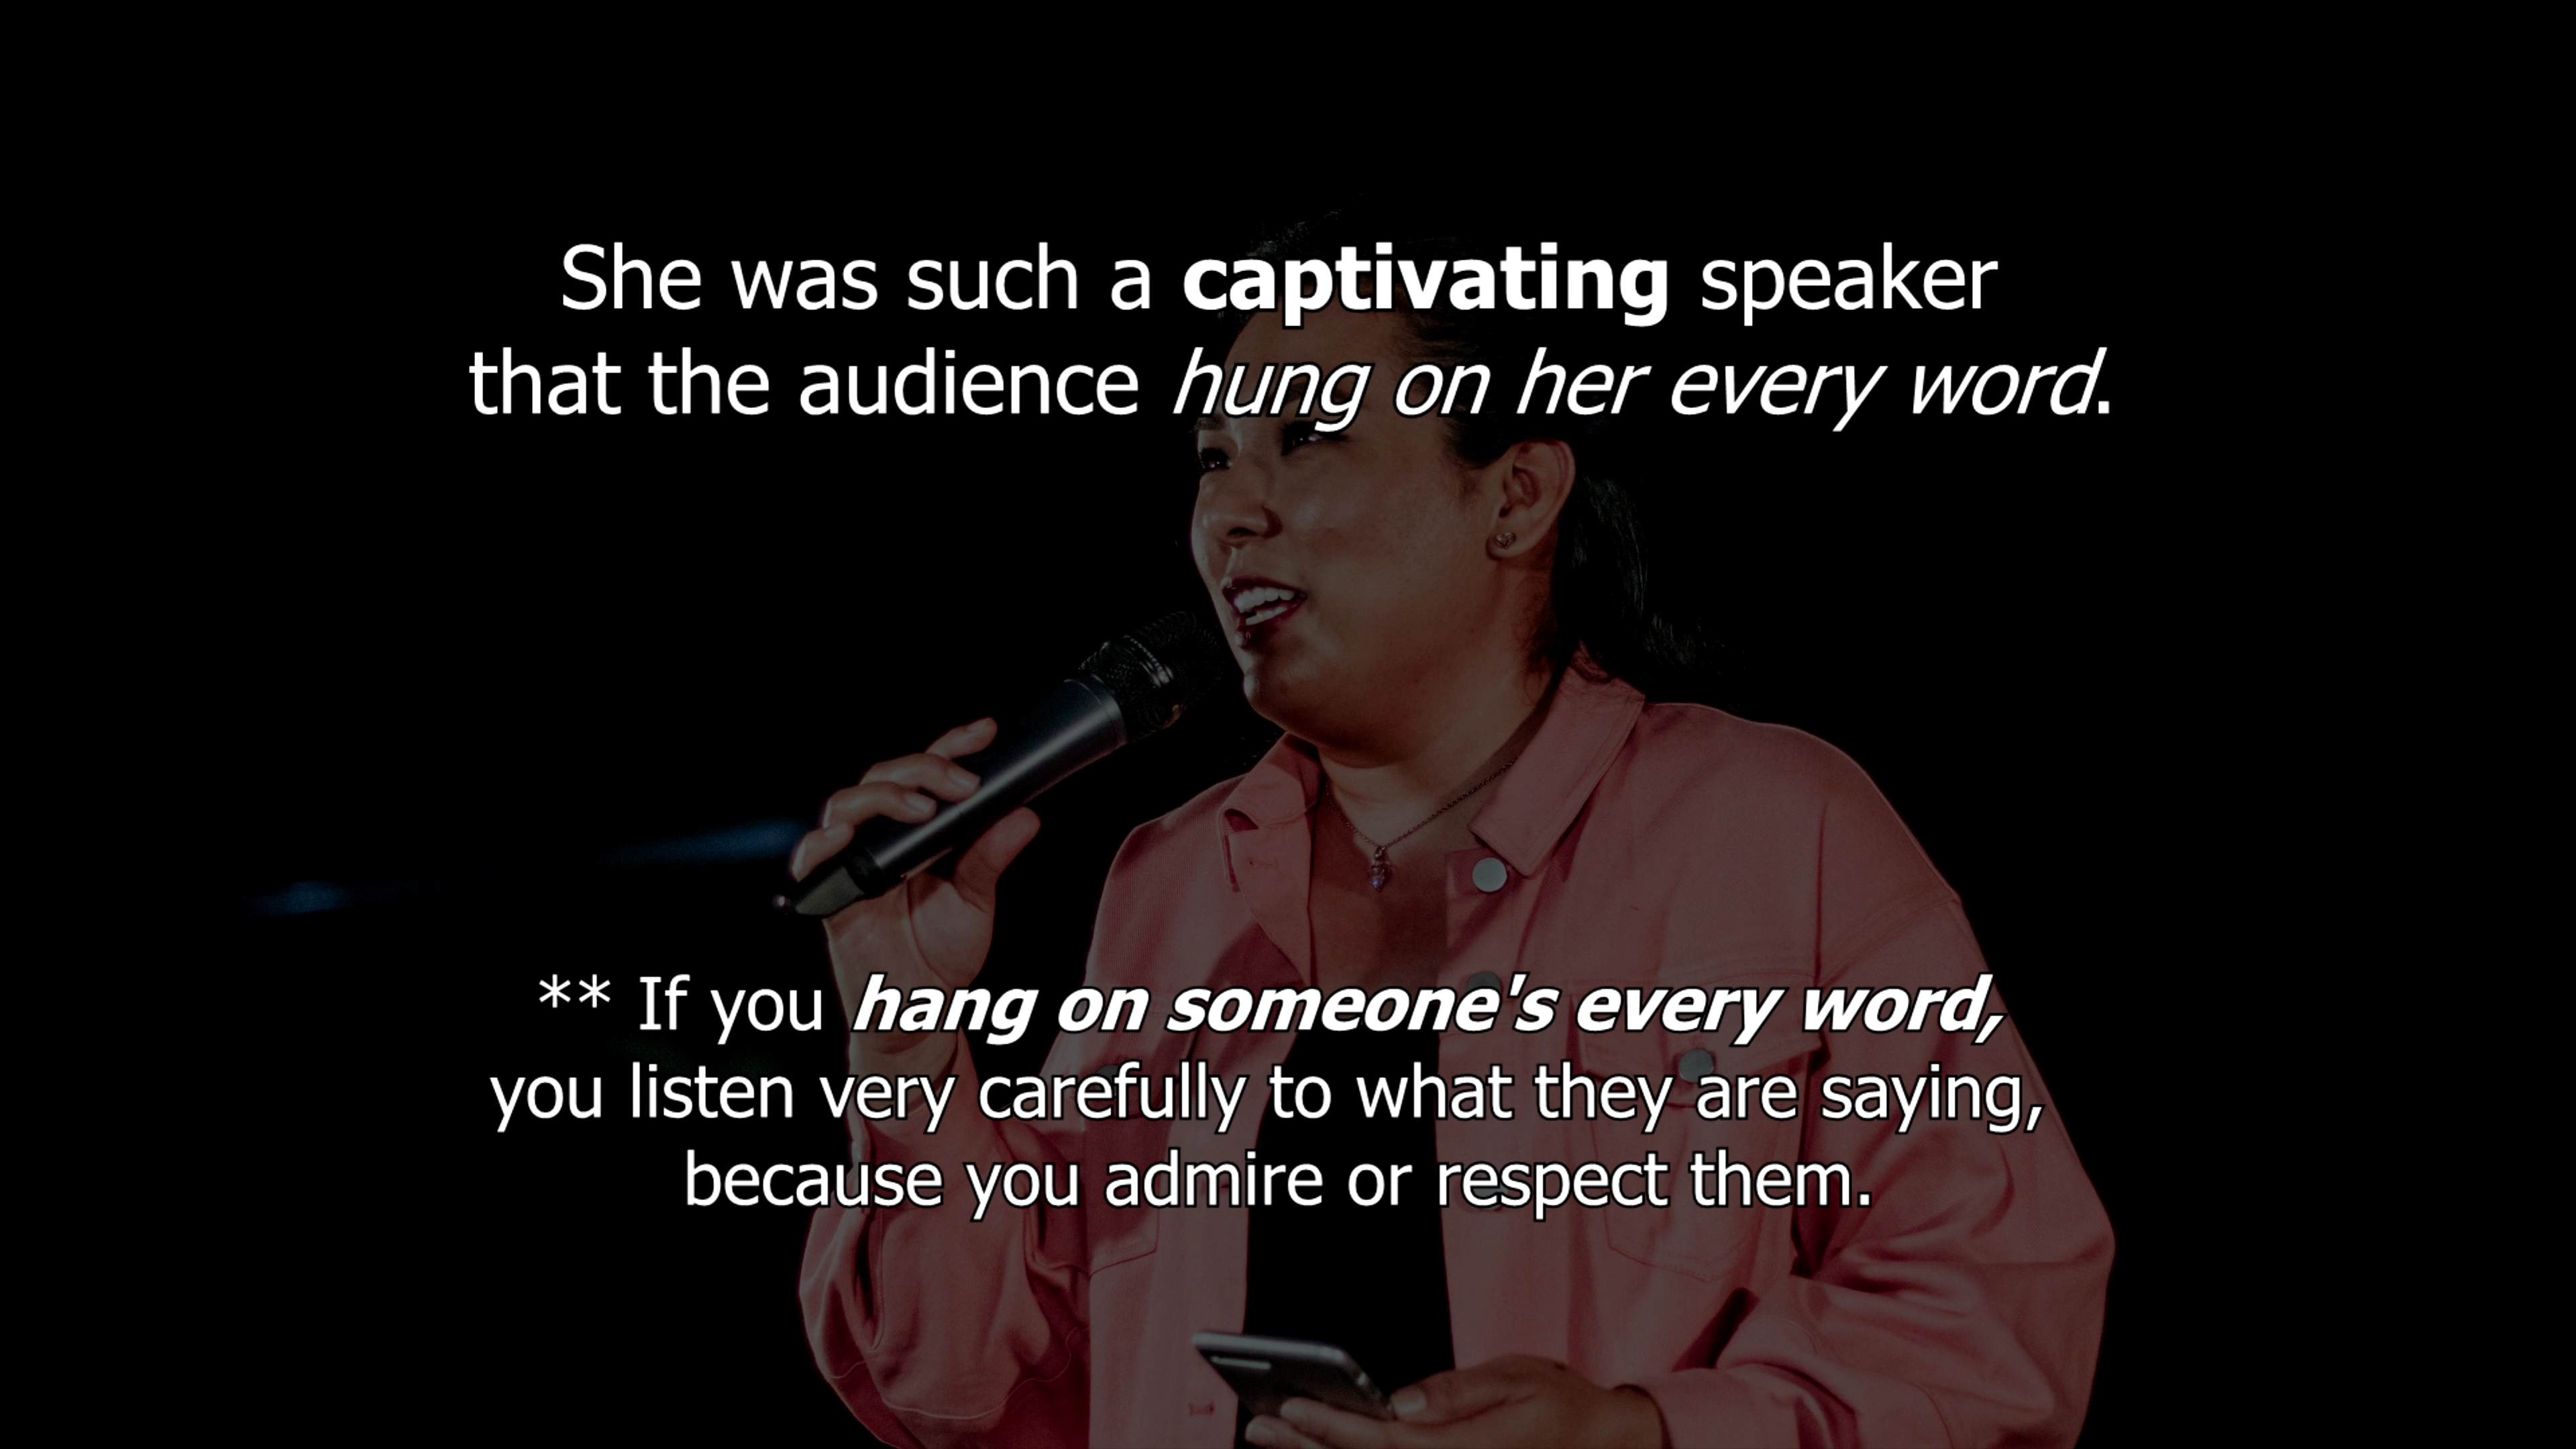 She was such a captivating speaker
that the audience hung on her every word.
** If you hang on someone's every word,
you listen very carefully to what they are saying,
because you admire or respect them.